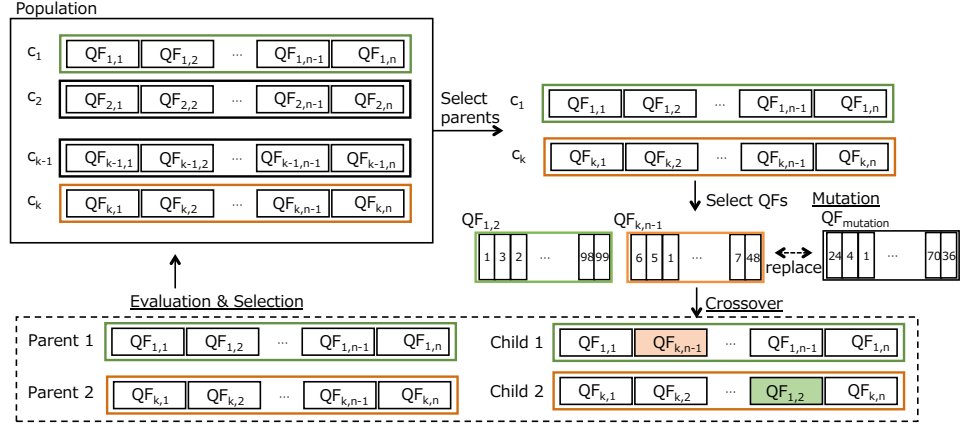 Population
c1 QF1,1 QF1,2 ... QF1,n-1 QF1,n
c2 QF2,1 QF2,2 ... QF2,n-1 QF2,n
ck-1 QFk-1,1 QFk-1,2 ... QFk-1,n-1 QFk-1,n
ck QFk,1 QFk,2 ... QFk,n-1 QFk,n
Select
parents
c1 QF1,1 QF1,2 ... QF1,n-1 QF1,n
ck QFk,1 QFk,2 ... QFk,n-1 QFk,n
Select QFs
Mutation
QF1,2 QFk,n-1 QFmutation
1 3 2 ... 98 99
6 5 1 ... 7 48
replace
24 4 1 ... 70 36
Crossover
Evaluation & Selection
Parent 1 QF1,1 QF1,2 ... QF1,n-1 QF1,n
Parent 2 QFk,1 QFk,2 ... QFk,n-1 QFk,n
Child 1 QF1,1 QFk,n-1 ... QF1,n-1 QF1,n
Child 2 QFk,1 QFk,2 ... QF1,2 QFk,n